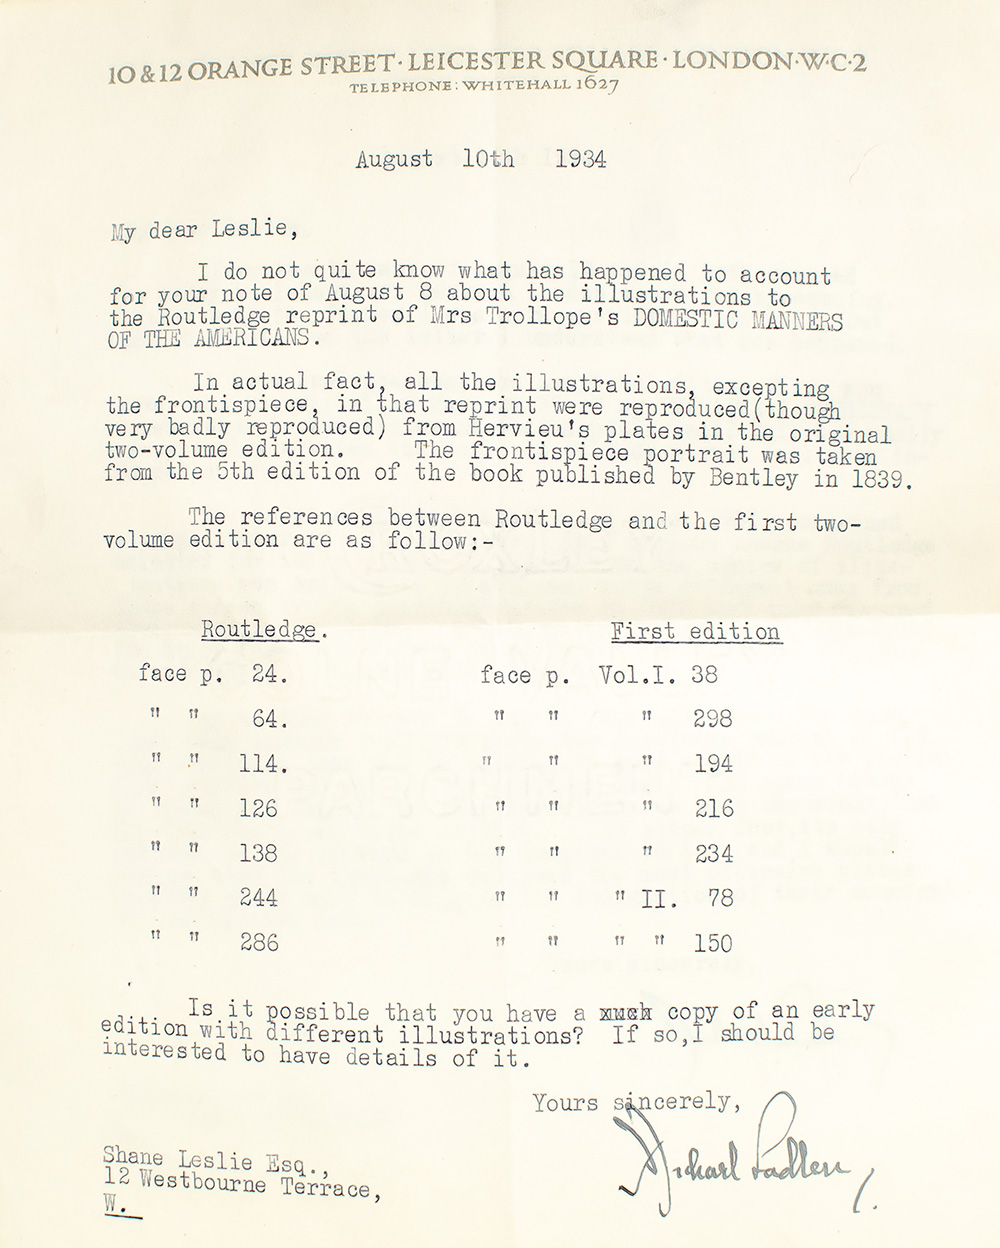 10 & 12 ORANGE STREET · LEICESTER SQUARE · LONDON · W·C·2
TELEPHONE: WHITEHALL 1627
August 10th 1934
My dear Leslie,
I do not quite know what has happened to account
for your note of August 8 about the illustrations to
the Routledge reprint of Mrs Trollope's DOMESTIC MANNERS
OF THE AMERICANS.
In actual fact, all the illustrations, excepting
the frontispiece, in that reprint were reproduced(though
very badly reproduced) from Hervieu's plates in the original
two-volume edition. The frontispiece portrait was taken
from the 5th edition of the book published by Bentley in 1839.
The references between Routledge and the first two-
volume edition are as follow:-
Routledge. First edition
face p. 24. face p. Vol.I. 38
" " 64. " " " 298
" " 114. " " " 194
" " 126 " " " 216
" " 138 " " " 234
" " 244 " " " II. 78
" " 286 " " " " 150
Is it possible that you have a copy of an early
edition with different illustrations? If so,I should be
interested to have details of it.
Yours sincerely,
Michael Sadleir
Shane Leslie Esq.,
12 Westbourne Terrace,
W.